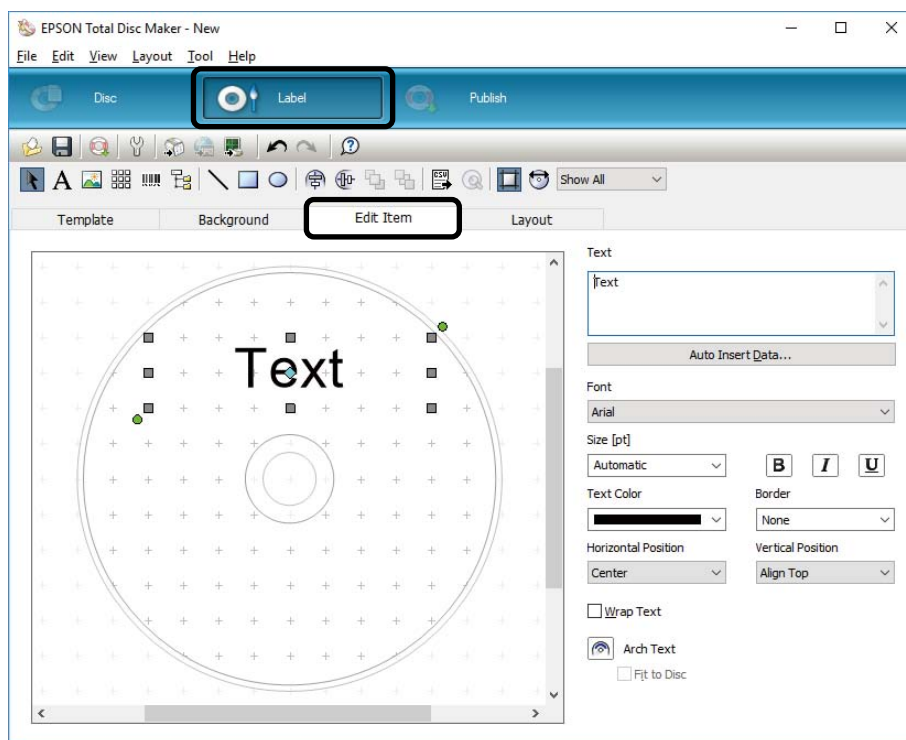 EPSON Total Disc Maker - New
File Edit View Layout Tool Help
Disc Label Publish
A CSV Show All
Template Background Edit Item Layout
Text
Text
Text
Auto Insert Data...
Font
Arial
Size [pt]
Automatic B I U
Text Color Border
None
Horizontal Position Vertical Position
Center Align Top
Wrap Text
Arch Text
Fit to Disc